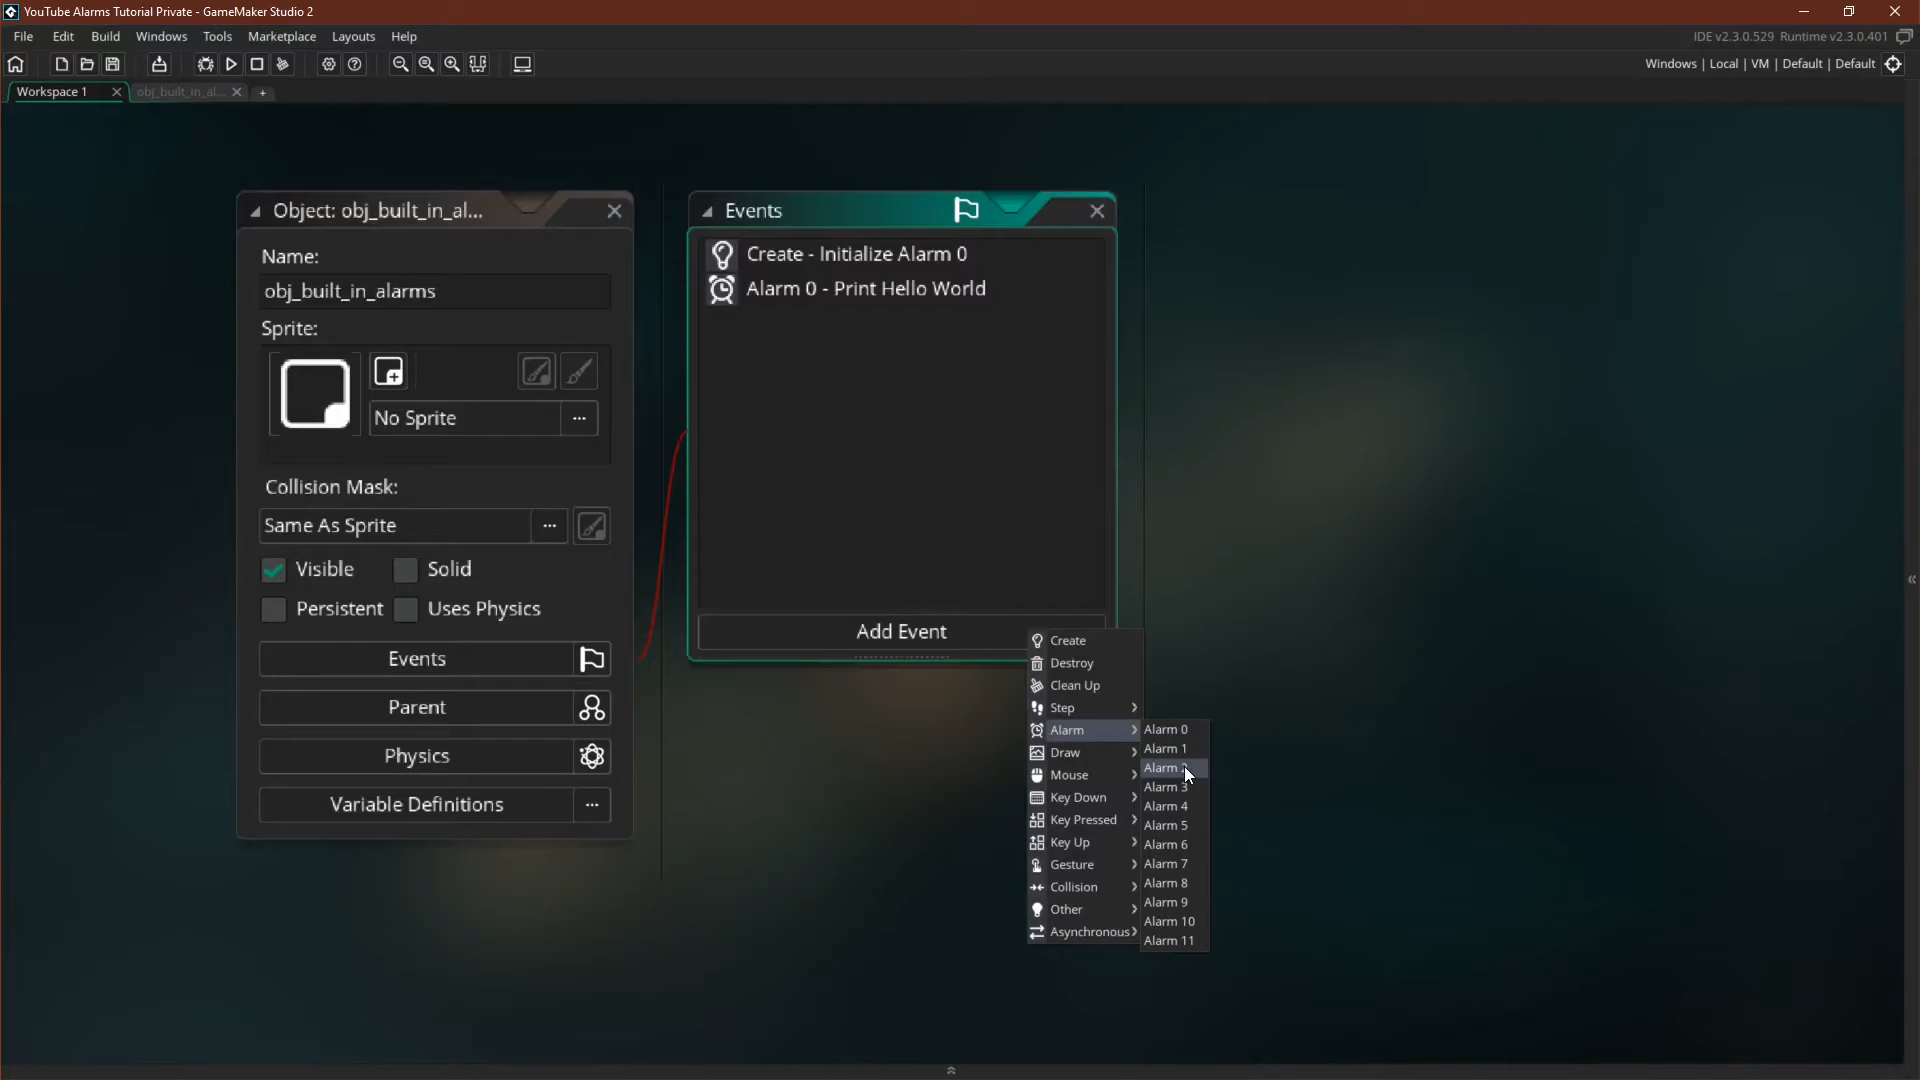 YouTube Alarms Tutorial Private - GameMaker Studio 2
File Edit Build Windows Tools Marketplace Layouts Help
IDE v2.3.0.529 Runtime v2.3.0.401
Windows | Local | VM | Default | Default
Workspace 1
obj_built_in_al...
Object: obj_built_in_al...
Name:
obj_built_in_alarms
Sprite:
No Sprite
...
Collision Mask:
Same As Sprite
...
Visible
Solid
Persistent
Uses Physics
Events
Parent
Physics
Variable Definitions
...
Events
Create - Initialize Alarm 0
Alarm 0 - Print Hello World
Add Event
Create
Destroy
Clean Up
Step
Alarm
Draw
Mouse
Key Down
Key Pressed
Key Up
Gesture
Collision
Other
Asynchronous
Alarm 0
Alarm 1
Alarm
Alarm 3
Alarm 4
Alarm 5
Alarm 6
Alarm 7
Alarm 8
Alarm 9
Alarm 10
Alarm 11